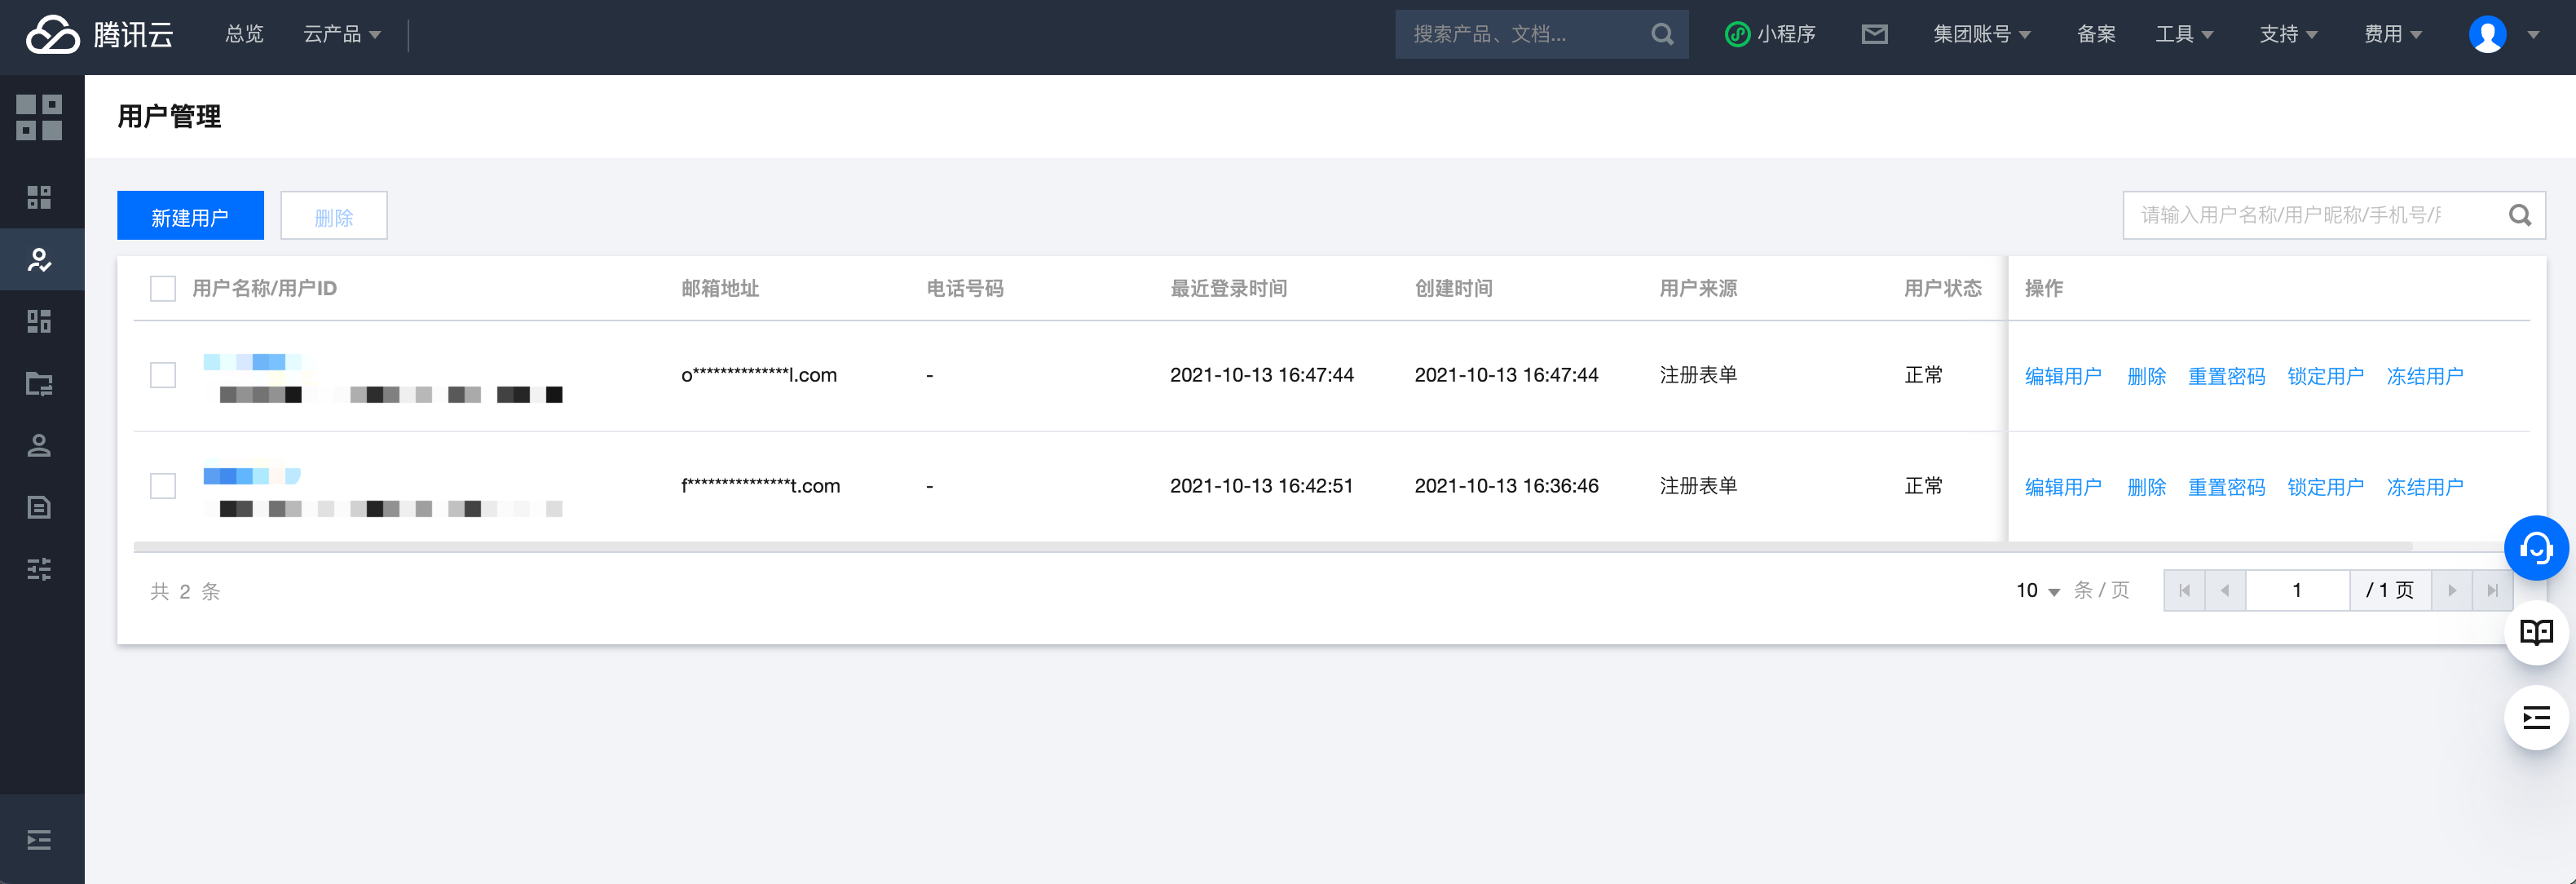 腾讯云 总览 云产品 搜索产品、文档... 小程序 集团账号 备案 工具 支持 费用
用户管理
新建用户 删除 请输入用户名称/用户昵称/手机号/
用户名称/用户ID 邮箱地址 电话号码 最近登录时间 创建时间 用户来源 用户状态 操作
o**************l.com - 2021-10-13 16:47:44 2021-10-13 16:47:44 注册表单 正常 编辑用户 删除 重置密码 锁定用户 冻结用户
f***************t.com - 2021-10-13 16:42:51 2021-10-13 16:36:46 注册表单 正常 编辑用户 删除 重置密码 锁定用户 冻结用户
共 2 条 10 条 / 页 1 / 1 页